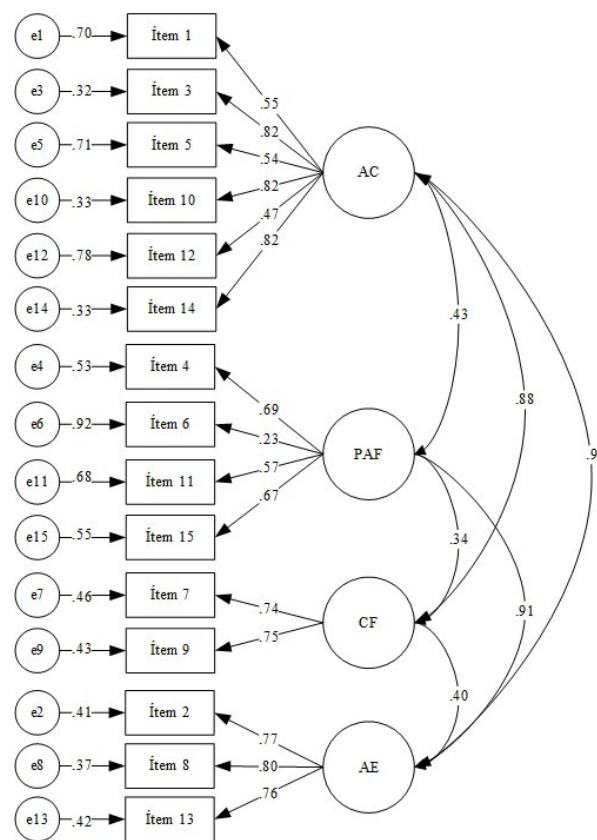 e1 .70 Ítem 1
.55
e3 .32 Ítem 3
.82
e5 .71 Ítem 5
.54
AC
e10 .33 Ítem 10
.82
.47
e12 .78 Ítem 12
.82
e14 .33 Ítem 14
.43
e4 .53 Ítem 4
.88
.69
e6 .92 Ítem 6
.23
PAF
.9
.57
e11 .68 Ítem 11
.67
e15 .55 Ítem 15
.34
e7 .46 Ítem 7
.74
CF
.91
.75
e9 .43 Ítem 9
.40
e2 .41 Ítem 2
.77
e8 .37 Ítem 8
.80
AE
.76
e13 .42 Ítem 13